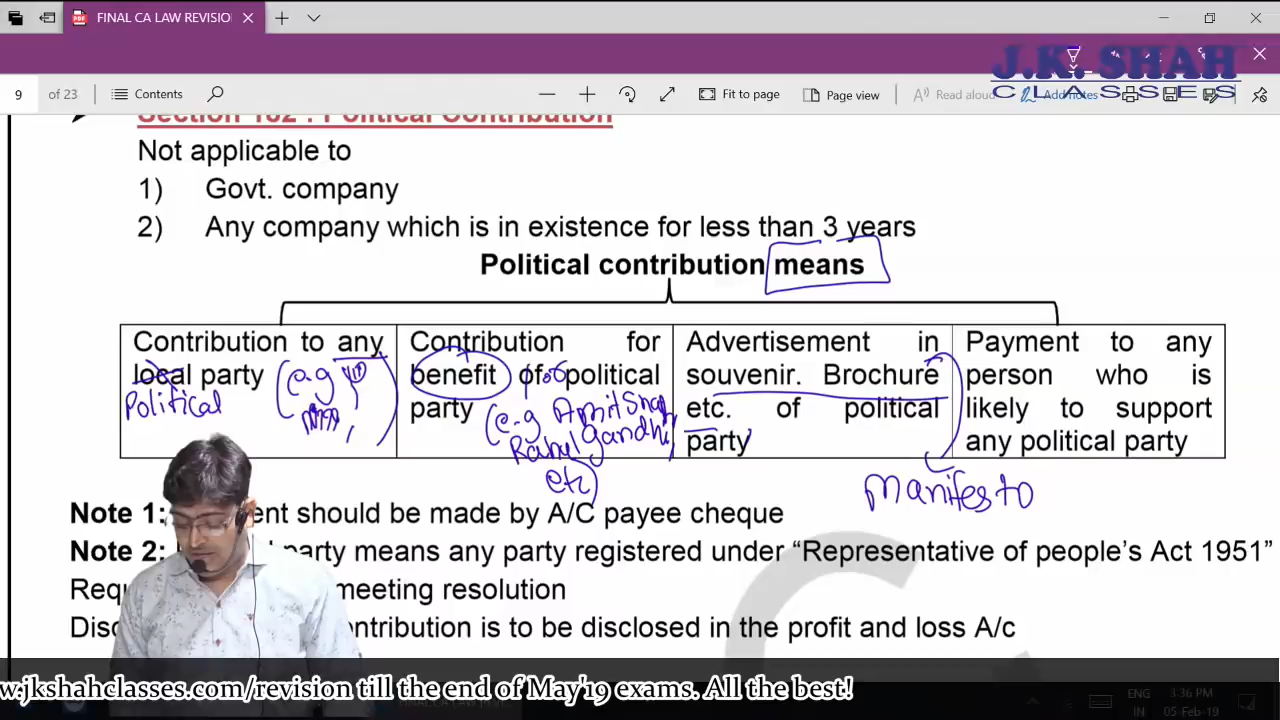 FINAL CA LAW REVISIO
J.K. SHAH
CLASSES
9 of 23 Contents Fit to page Page view Read aloud Add notes
Section 182 : Political Contribution
Not applicable to
1) Govt. company
2) Any company which is in existence for less than 3 years
Political contribution means
Contribution to any
local party
Political
(e.g
Contribution for
benefit of political
party
(e.g Amit Shah
Rahul Gandhi
etc)
Advertisement in
souvenir. Brochure
etc. of political
party
Manifesto
Payment to any
person who is
likely to support
any political party
Note 1: ent should be made by A/C payee cheque
Note 2: party means any party registered under “Representative of people’s Act 1951”
Requ meeting resolution
Disc ontribution is to be disclosed in the profit and loss A/c
w.jkshahclasses.com/revision till the end of May'19 exams. All the best!
ENG
IN
3:36 PM
05-Feb-19